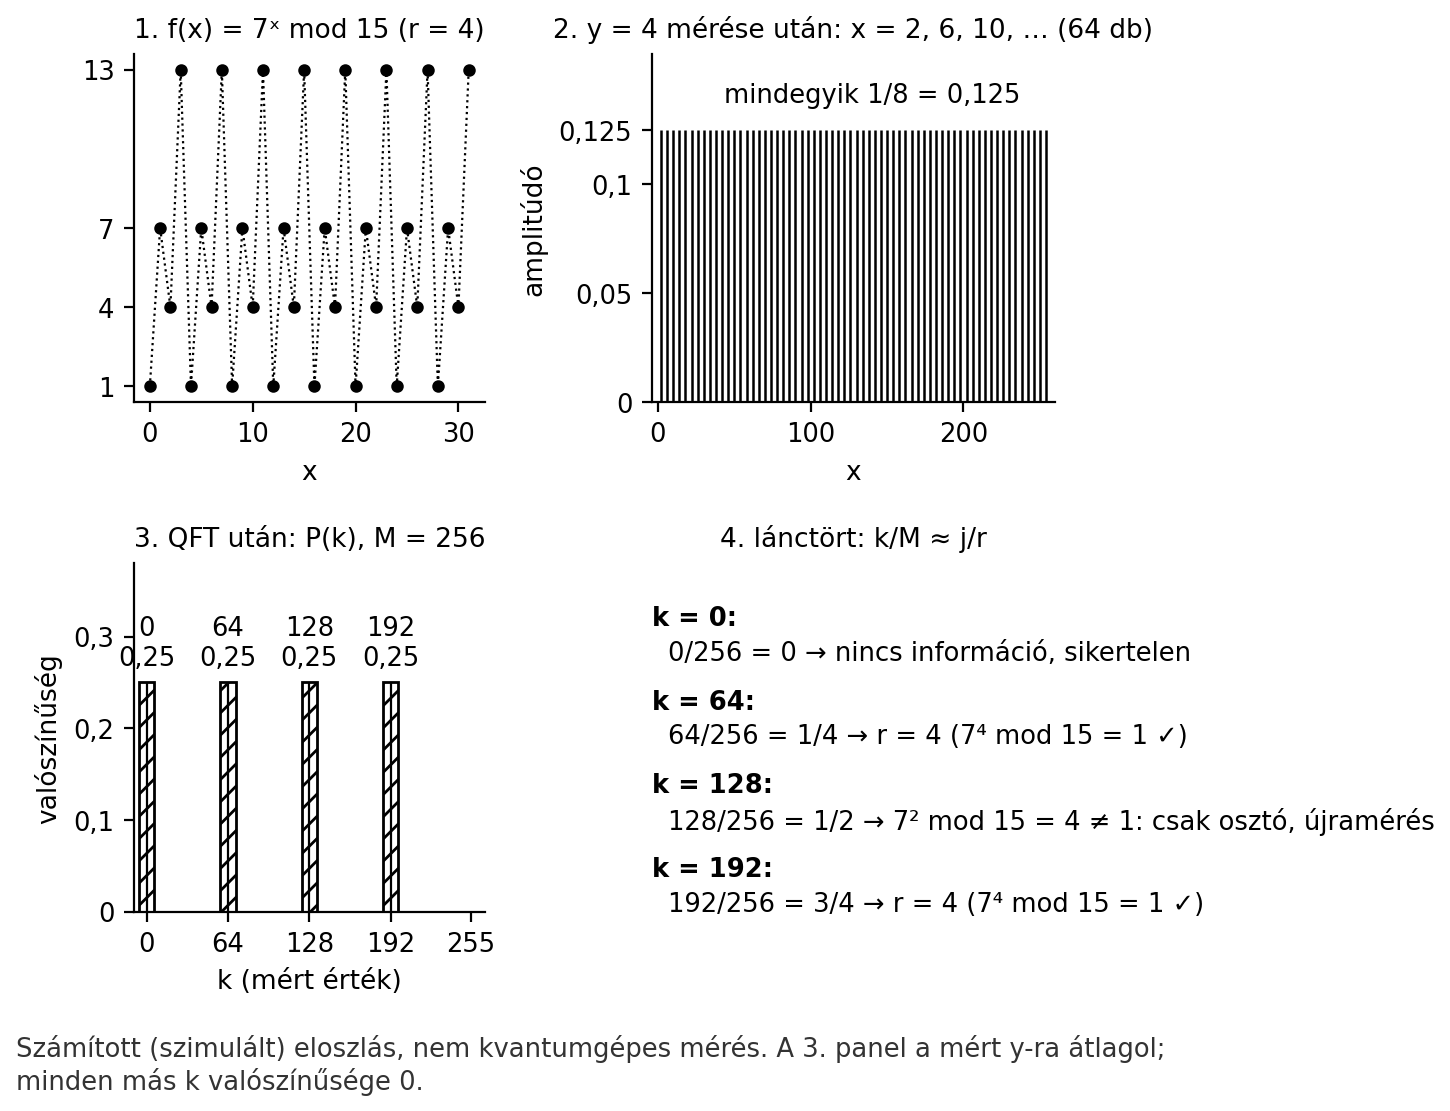 1. f(x) = 7ˣ mod 15 (r = 4)
13
7
4
1
0 10 20 30
x
2. y = 4 mérése után: x = 2, 6, 10, … (64 db)
mindegyik 1/8 = 0,125
amplitúdó
0,125
0,1
0,05
0
0 100 200
x
3. QFT után: P(k), M = 256
valószínűség
0,3
0,2
0,1
0
0 64 128 192
0,25 0,25 0,25 0,25
0 64 128 192 255
k (mért érték)
4. lánctört: k/M ≈ j/r
k = 0:
0/256 = 0 → nincs információ, sikertelen
k = 64:
64/256 = 1/4 → r = 4 (7⁴ mod 15 = 1 ✓)
k = 128:
128/256 = 1/2 → 7² mod 15 = 4 ≠ 1: csak osztó, újramérés
k = 192:
192/256 = 3/4 → r = 4 (7⁴ mod 15 = 1 ✓)
Számított (szimulált) eloszlás, nem kvantumgépes mérés. A 3. panel a mért y-ra átlagol;
minden más k valószínűsége 0.